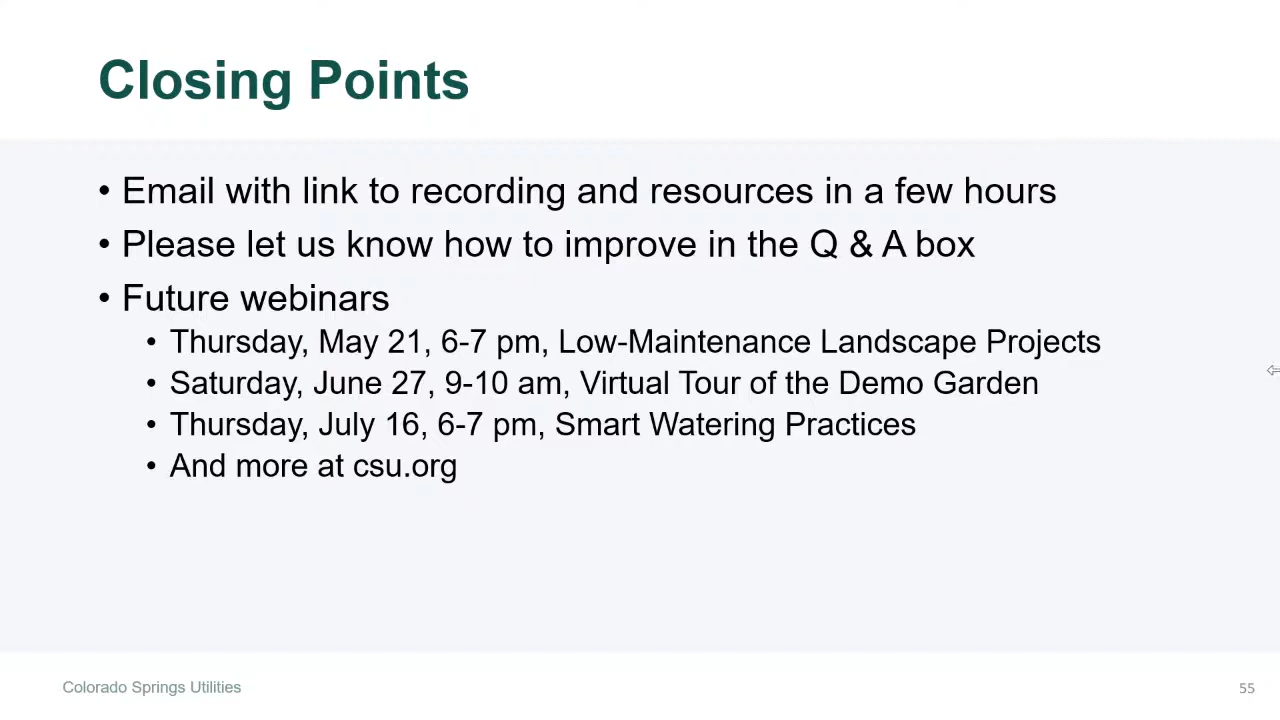 Closing Points
• Email with link to recording and resources in a few hours
• Please let us know how to improve in the Q & A box
• Future webinars
• Thursday, May 21, 6-7 pm, Low-Maintenance Landscape Projects
• Saturday, June 27, 9-10 am, Virtual Tour of the Demo Garden
• Thursday, July 16, 6-7 pm, Smart Watering Practices
• And more at csu.org
Colorado Springs Utilities
55